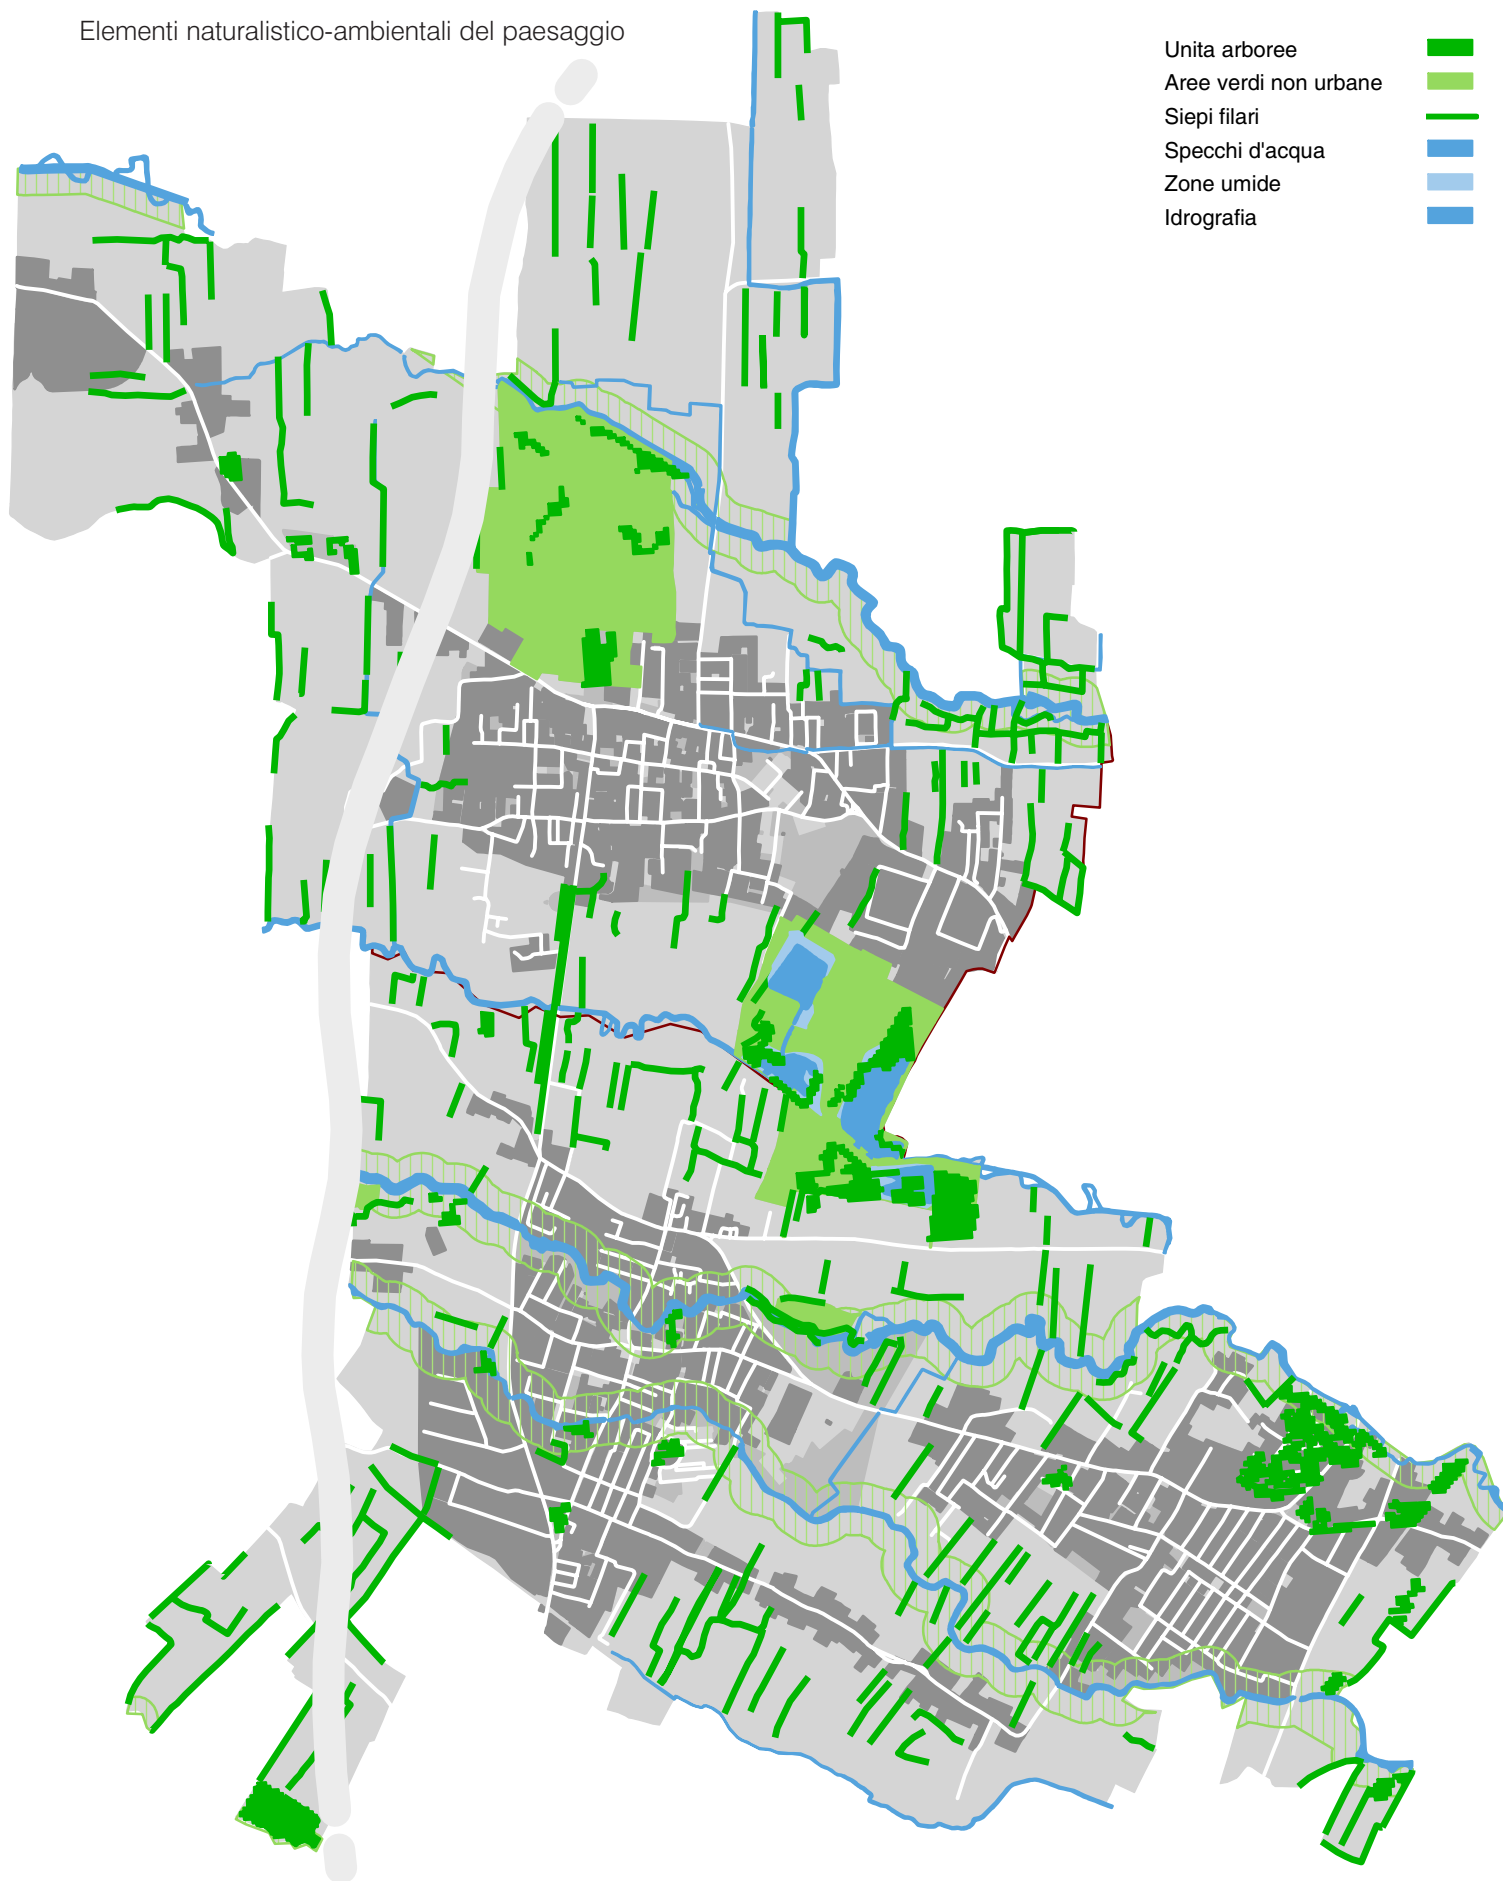 Elementi naturalistico-ambientali del paesaggio
Unita arboree
Aree verdi non urbane
Siepi filari
Specchi d'acqua
Zone umide
Idrografia